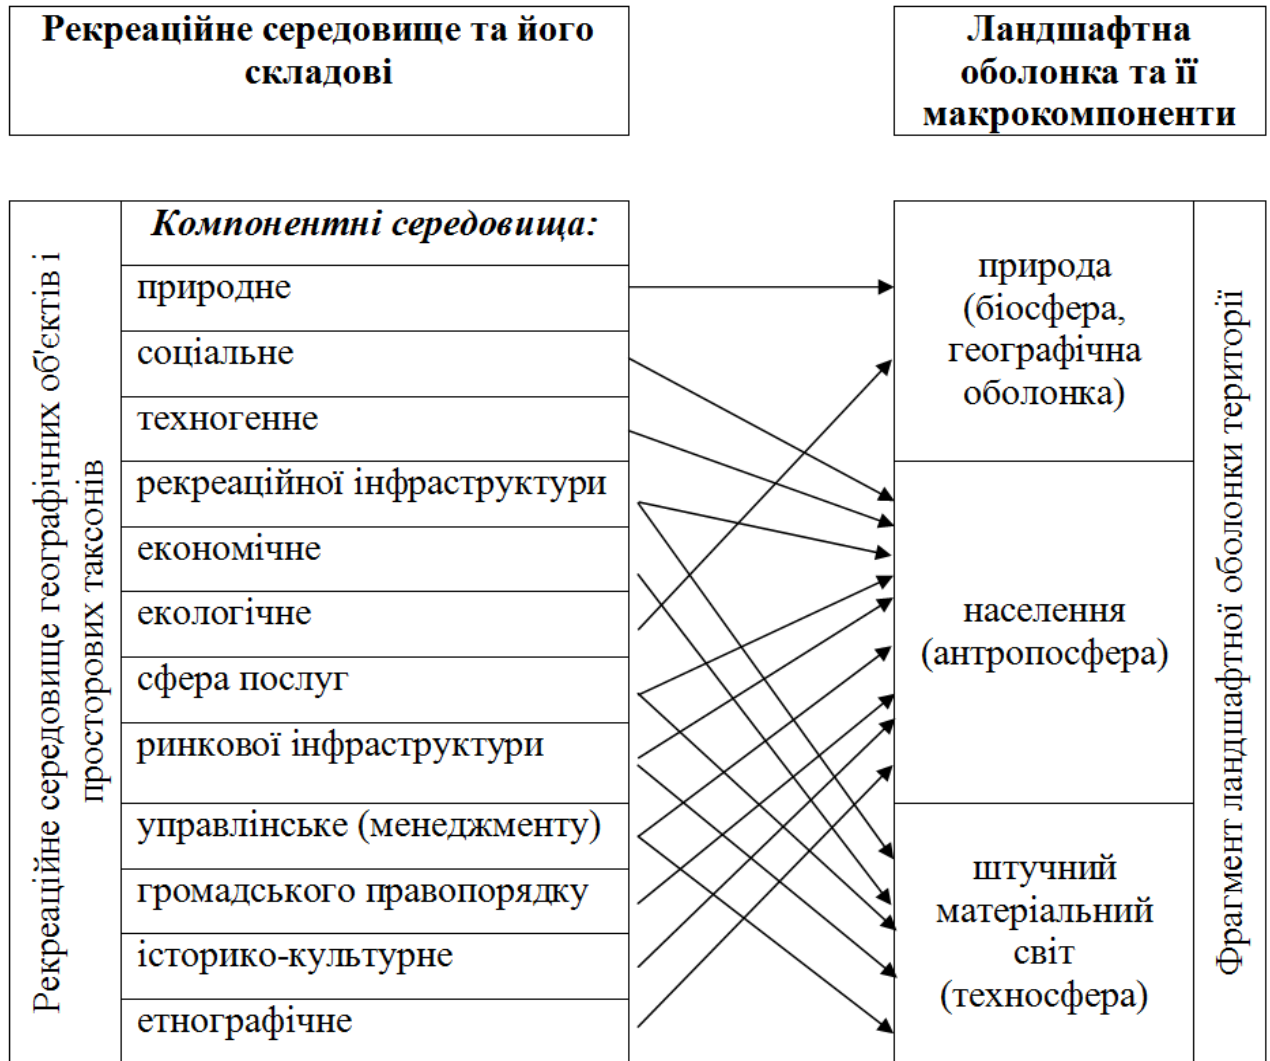 Рекреаційне середовище та його
складові
Ландшафтна
оболонка та її
макрокомпоненти
Рекреаційне середовище географічних об'єктів і
просторових таксонів
Компонентні середовища:
природне
соціальне
техногенне
рекреаційної інфраструктури
економічне
екологічне
сфера послуг
ринкової інфраструктури
управлінське (менеджменту)
громадського правопорядку
історико-культурне
етнографічне
природа
(біосфера,
географічна
оболонка)
населення
(антропосфера)
штучний
матеріальний
світ
(техносфера)
Фрагмент ландшафтної оболонки території